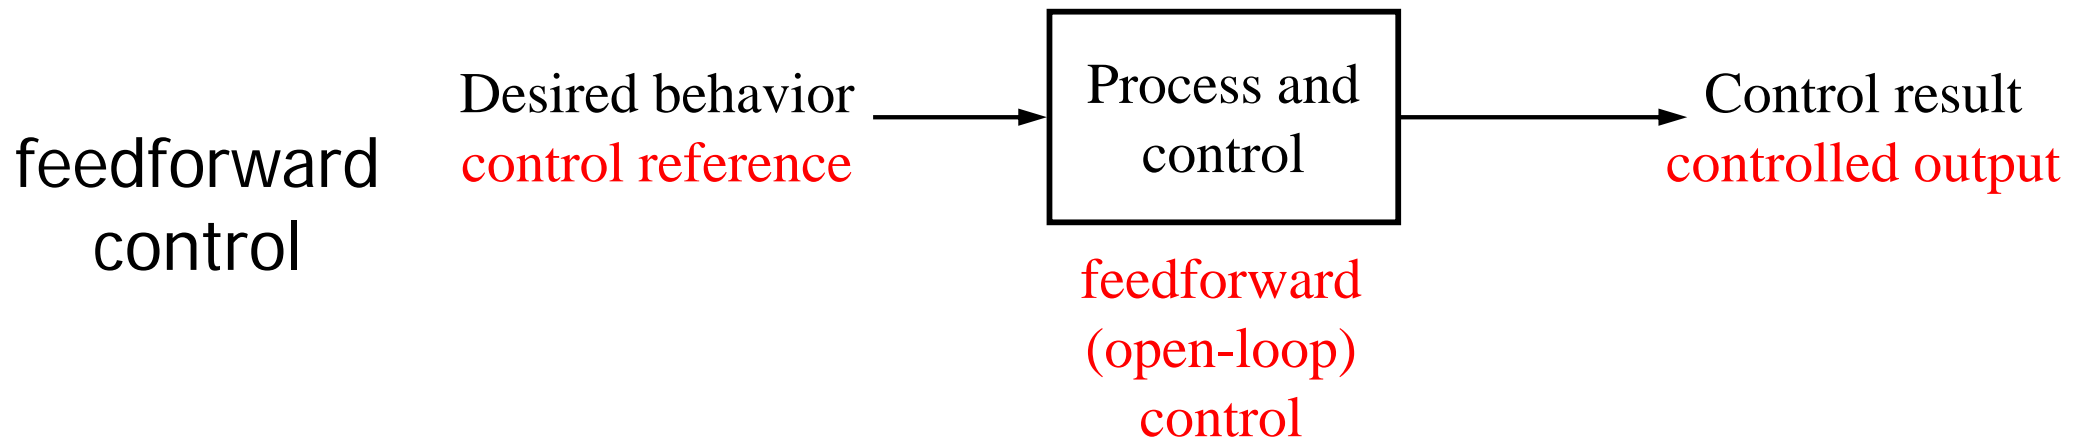 feedforward
control
Desired behavior
control reference
Process and
control
feedforward
(open-loop)
control
Control result
controlled output